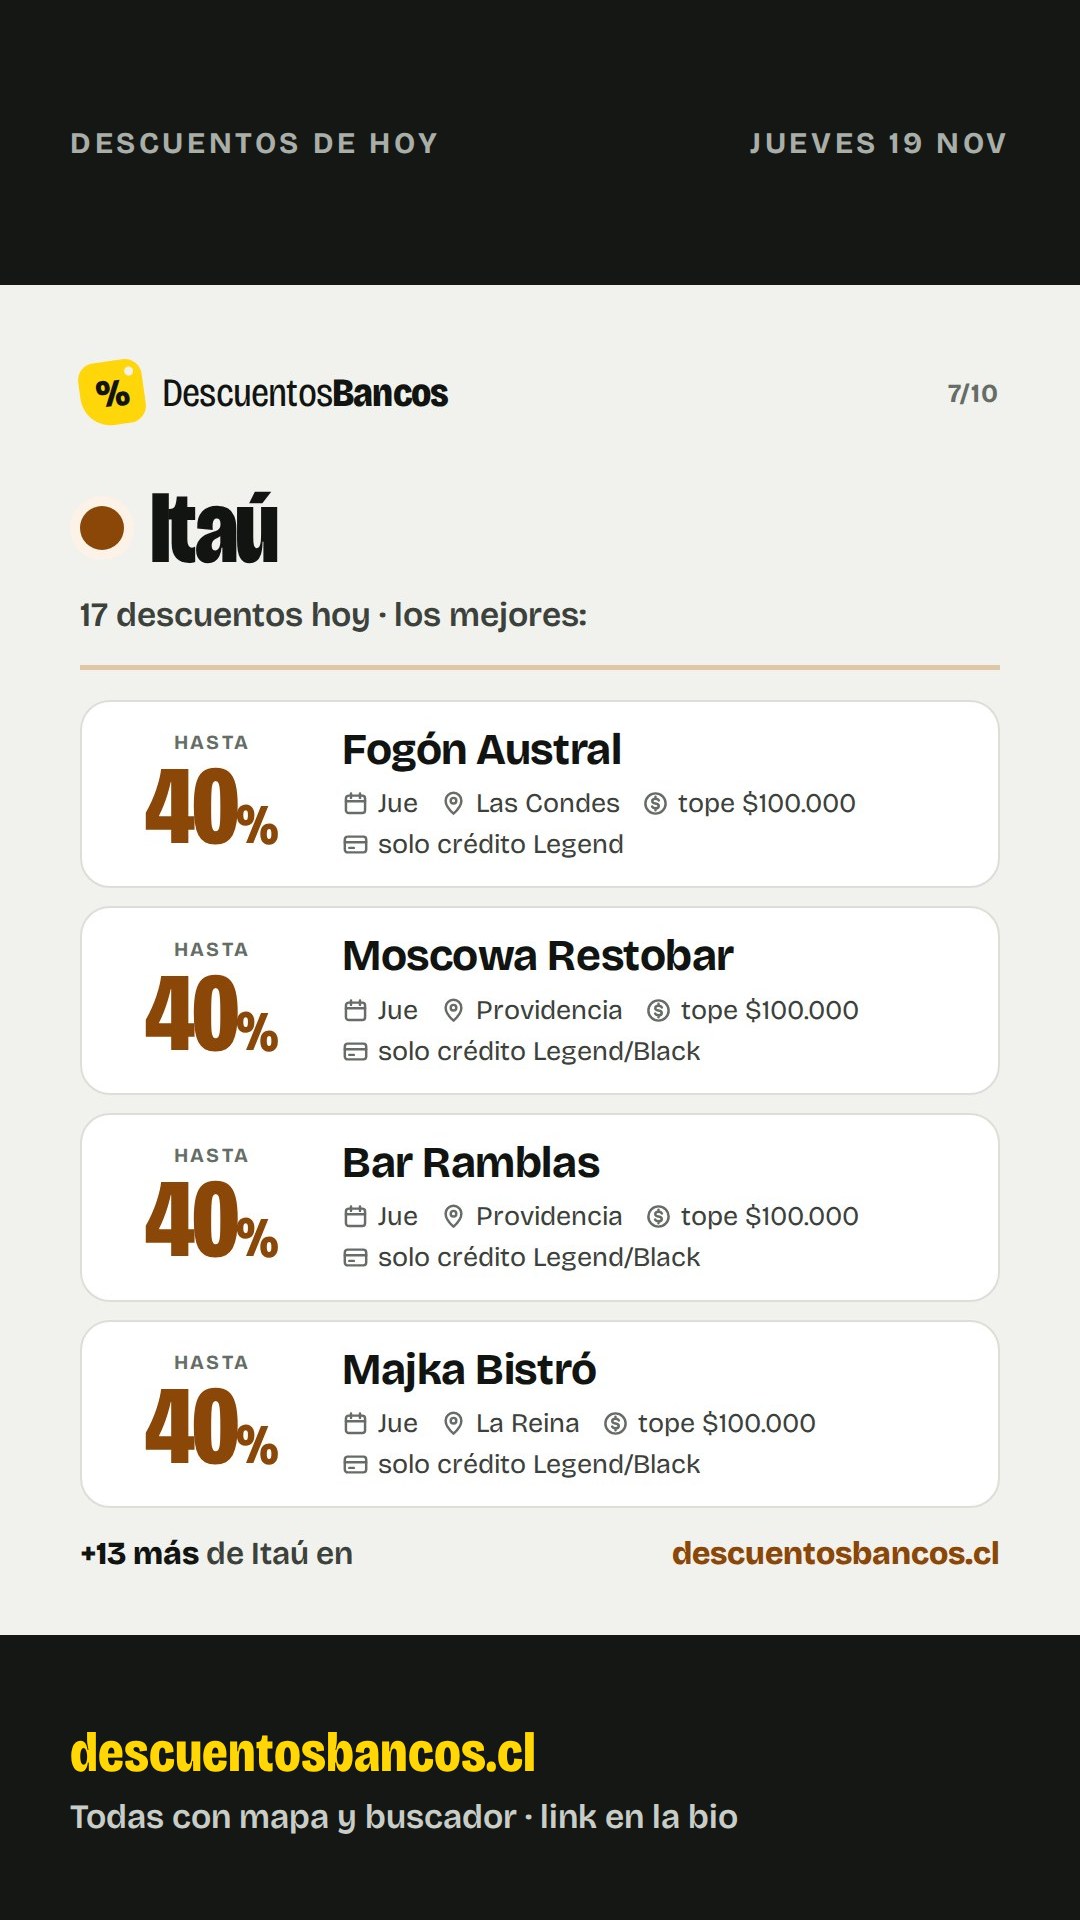 DESCUENTOS DE HOY
JUEVES 19 NOV
% DescuentosBancos
7/10
Itaú
17 descuentos hoy · los mejores:
HASTA
40%
Fogón Austral
Jue Las Condes tope $100.000
solo crédito Legend
HASTA
40%
Moscowa Restobar
Jue Providencia tope $100.000
solo crédito Legend/Black
HASTA
40%
Bar Ramblas
Jue Providencia tope $100.000
solo crédito Legend/Black
HASTA
40%
Majka Bistró
Jue La Reina tope $100.000
solo crédito Legend/Black
+13 más de Itaú en
descuentosbancos.cl
descuentosbancos.cl
Todas con mapa y buscador · link en la bio